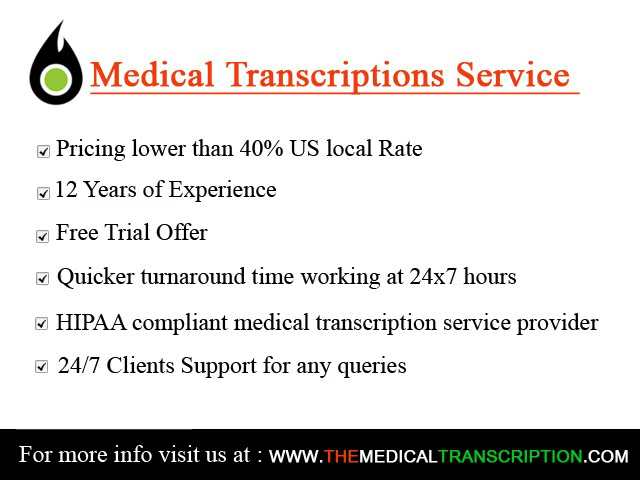 Medical Transcriptions Service
Pricing lower than 40% US local Rate
12 Years of Experience
Free Trial Offer
Quicker turnaround time working at 24x7 hours
HIPAA compliant medical transcription service provider
24/7 Clients Support for any queries
For more info visit us at : WWW.THEMEDICALTRANSCRIPTION.COM